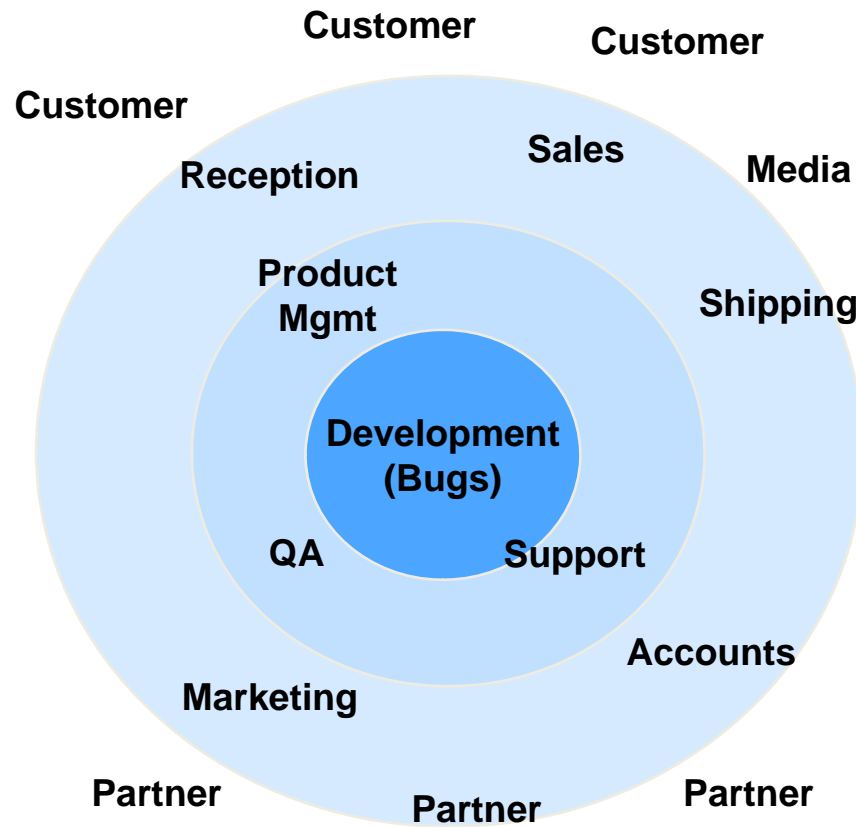 Customer
Customer
Customer
Sales
Media
Reception
Product
Mgmt
Shipping
Development
(Bugs)
QA
Support
Accounts
Marketing
Partner
Partner
Partner